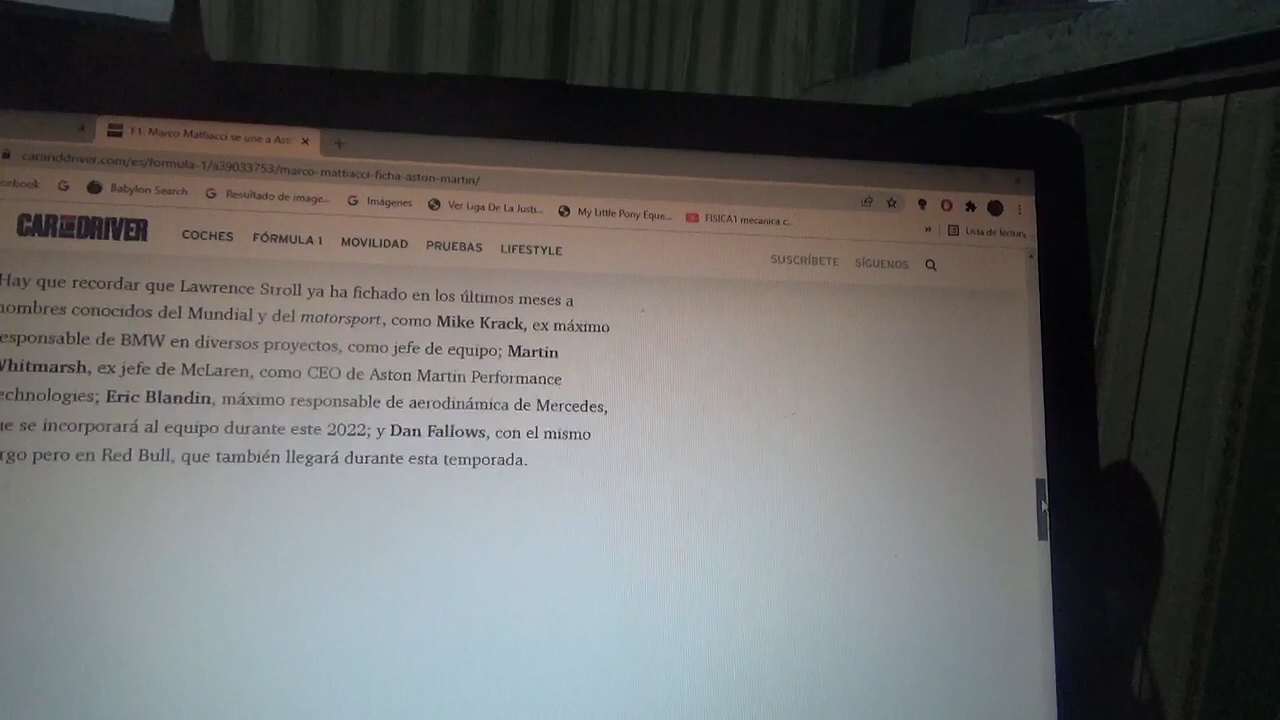 F1: Marco Mattiacci se une a Ast
caranddriver.com/es/formula-1/a39033753/marco-mattiacci-ficha-aston-martin/
cebook G Babylon Search G Resultado de image... G Imágenes Ver Liga De La Justi... My Little Pony Eque... FISICA1 mecanica c... » Lista de lectura
CAR AND DRIVER COCHES FÓRMULA 1 MOVILIDAD PRUEBAS LIFESTYLE SUSCRÍBETE SÍGUENOS
Hay que recordar que Lawrence Stroll ya ha fichado en los últimos meses a
nombres conocidos del Mundial y del motorsport, como Mike Krack, ex máximo
esponsable de BMW en diversos proyectos, como jefe de equipo; Martin
Whitmarsh, ex jefe de McLaren, como CEO de Aston Martin Performance
echnologies; Eric Blandin, máximo responsable de aerodinámica de Mercedes,
ue se incorporará al equipo durante este 2022; y Dan Fallows, con el mismo
rgo pero en Red Bull, que también llegará durante esta temporada.